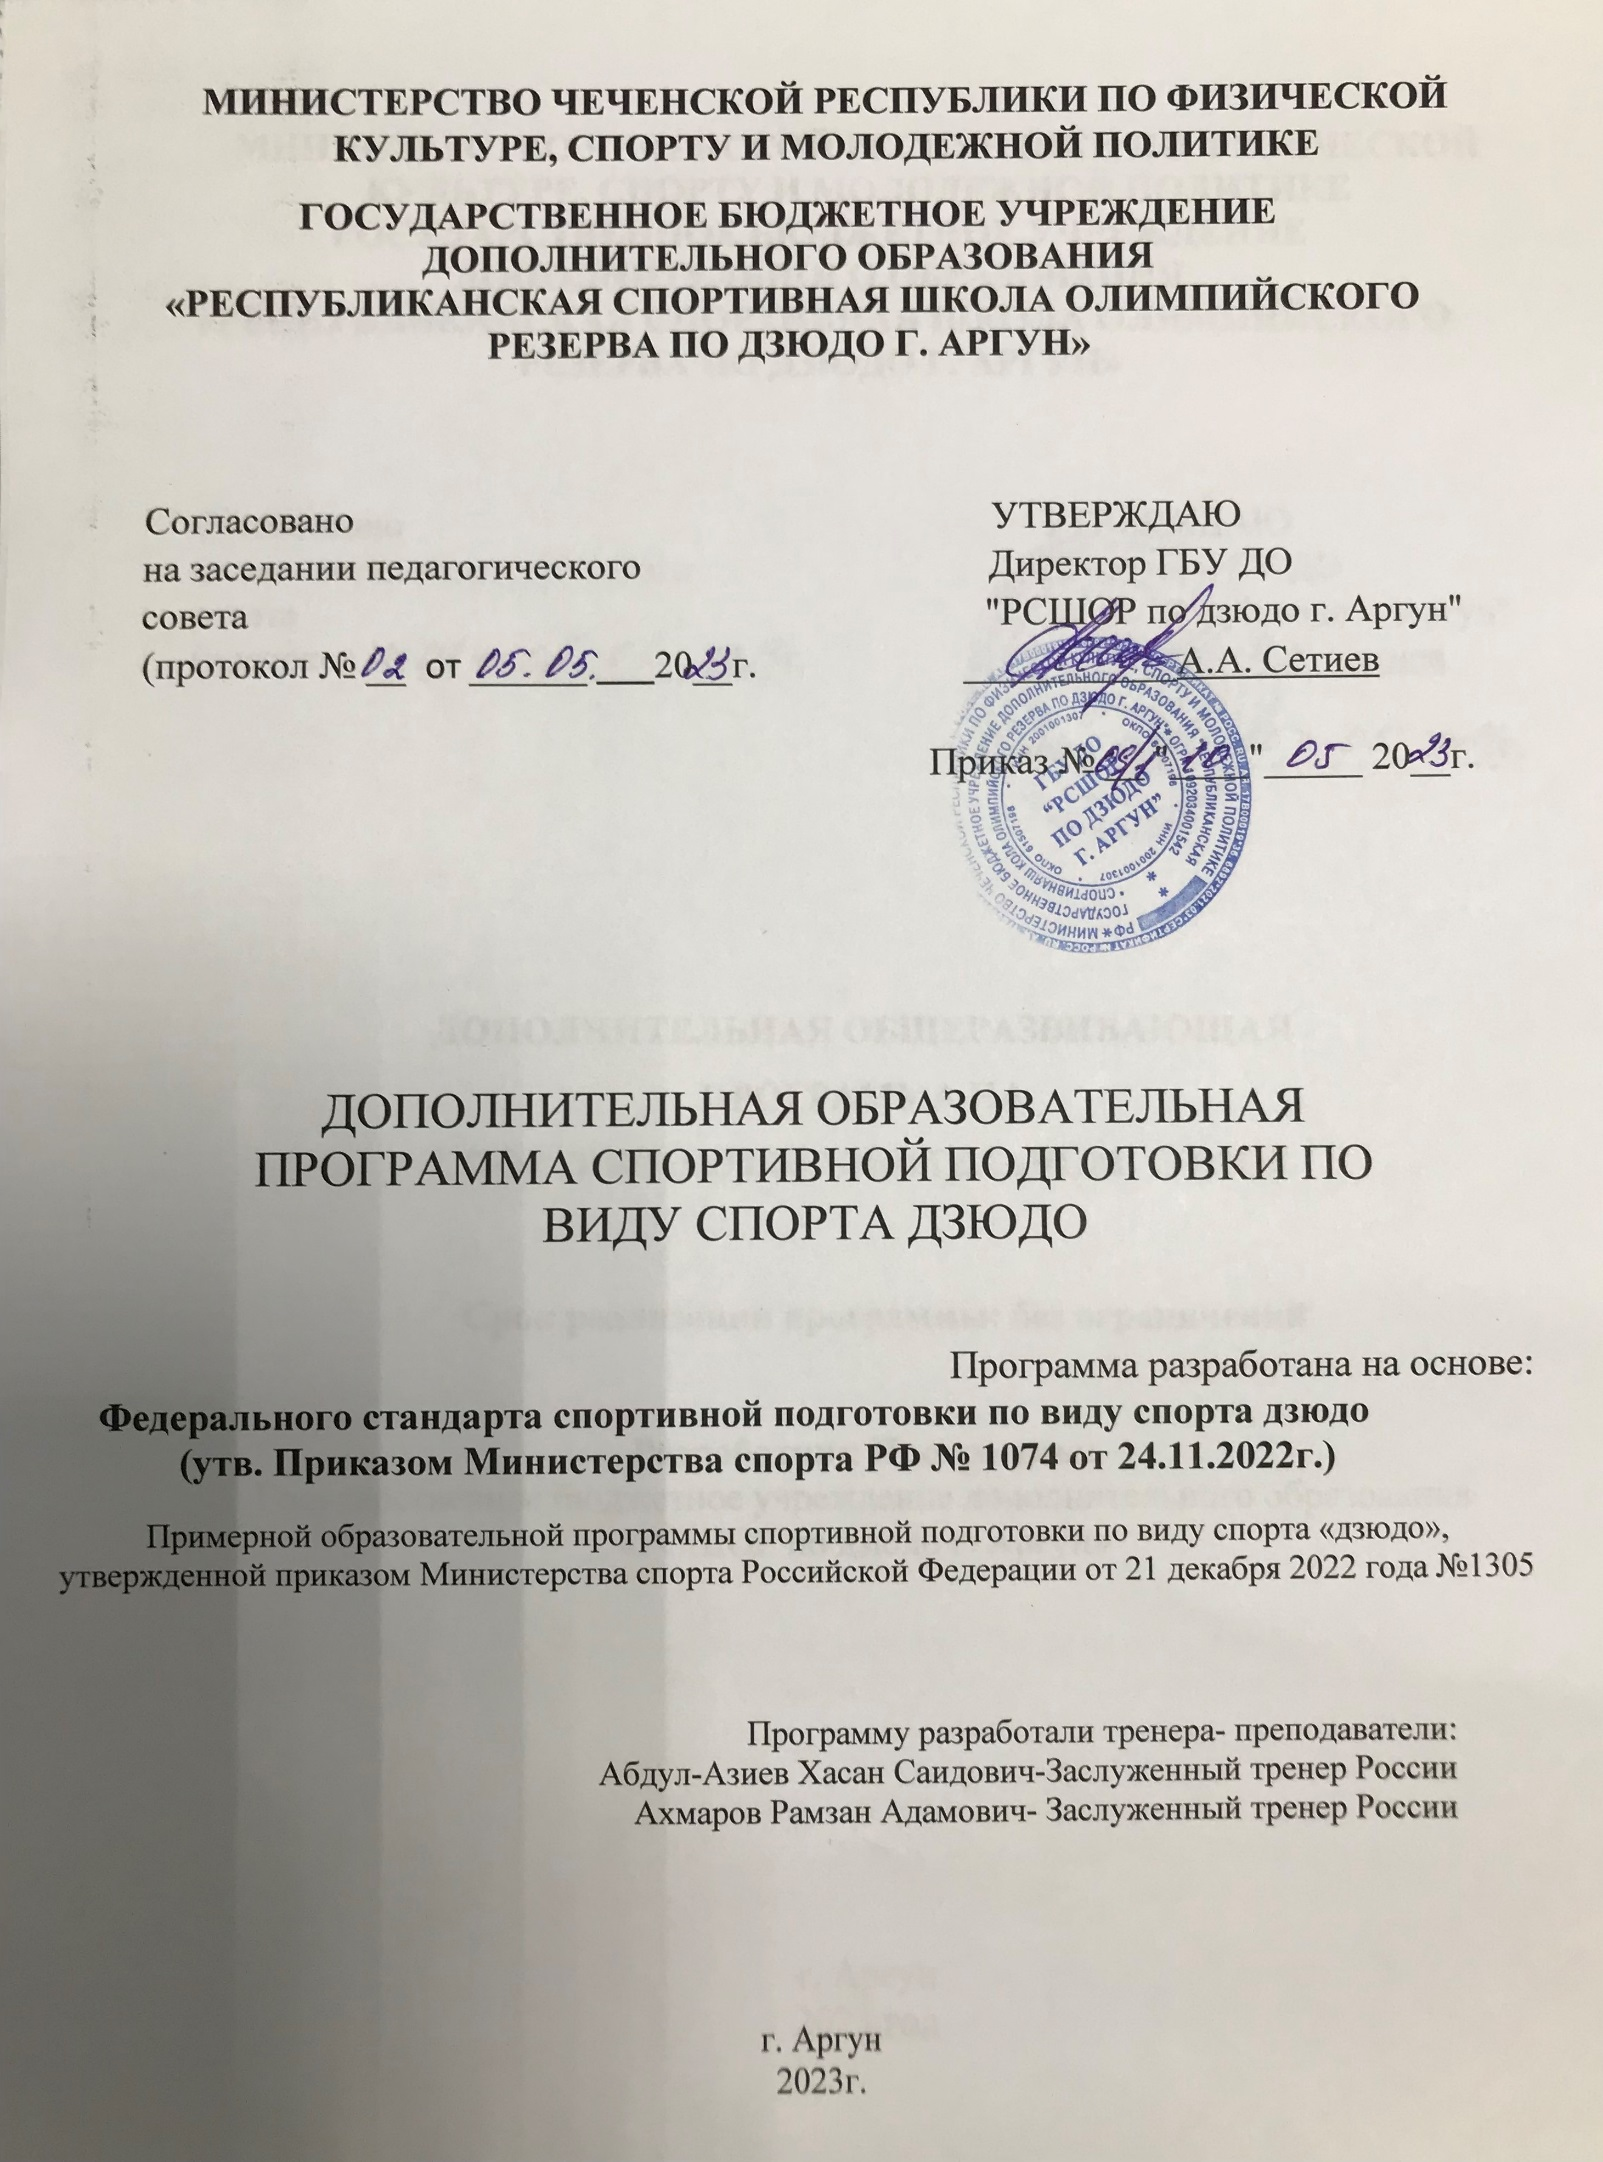 МИНИСТЕРСТВО ЧЕЧЕНСКОЙ РЕСПУБЛИКИ ПО ФИЗИЧЕСКОЙ
КУЛЬТУРЕ, СПОРТУ И МОЛОДЕЖНОЙ ПОЛИТИКЕ
ГОСУДАРСТВЕННОЕ БЮДЖЕТНОЕ УЧРЕЖДЕНИЕ
ДОПОЛНИТЕЛЬНОГО ОБРАЗОВАНИЯ
«РЕСПУБЛИКАНСКАЯ СПОРТИВНАЯ ШКОЛА ОЛИМПИЙСКОГО
РЕЗЕРВА ПО ДЗЮДО Г. АРГУН»
Согласовано
на заседании педагогического
совета
(протокол № 02 от 05.05. 2023г.
УТВЕРЖДАЮ
Директор ГБУ ДО
"РСШОР по дзюдо г. Аргун"
А.А. Сетиев
Приказ № "10" 05 2023г.
ГБУ ДО
“РСШОР
ПО ДЗЮДО
Г. АРГУН”
ДОПОЛНИТЕЛЬНАЯ ОБРАЗОВАТЕЛЬНАЯ
ПРОГРАММА СПОРТИВНОЙ ПОДГОТОВКИ ПО
ВИДУ СПОРТА ДЗЮДО
Программа разработана на основе:
Федерального стандарта спортивной подготовки по виду спорта дзюдо
(утв. Приказом Министерства спорта РФ № 1074 от 24.11.2022г.)
Примерной образовательной программы спортивной подготовки по виду спорта «дзюдо»,
утвержденной приказом Министерства спорта Российской Федерации от 21 декабря 2022 года №1305
Программу разработали тренера- преподаватели:
Абдул-Азиев Хасан Саидович-Заслуженный тренер России
Ахмаров Рамзан Адамович- Заслуженный тренер России
г. Аргун
2023г.